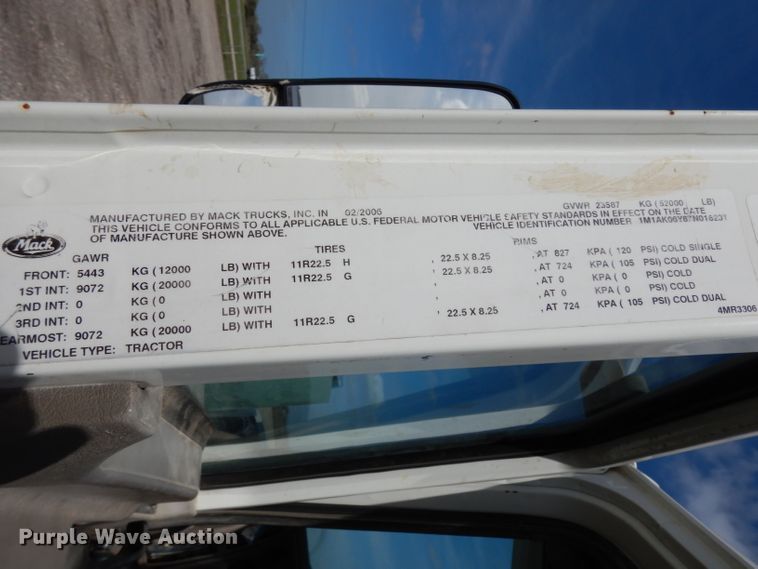 Mack
MANUFACTURED BY MACK TRUCKS, INC. IN 02/2006 GVWR 23587 KG (52000 LB)
THIS VEHICLE CONFORMS TO ALL APPLICABLE U.S. FEDERAL MOTOR VEHICLE SAFETY STANDARDS IN EFFECT ON THE DATE
OF MANUFACTURE SHOWN ABOVE. VEHICLE IDENTIFICATION NUMBER 1M1AK06Y67N018231
GAWR TIRES RIMS
FRONT: 5443 KG (12000 LB) WITH 11R22.5 H , 22.5 X 8.25 , AT 827 KPA ( 120 PSI) COLD SINGLE
1ST INT: 9072 KG (20000 LB) WITH 11R22.5 G , 22.5 X 8.25 , AT 724 KPA ( 105 PSI) COLD DUAL
2ND INT: 0 KG (0 LB) WITH , , AT 0 KPA ( 0 PSI) COLD
3RD INT: 0 KG (0 LB) WITH , , AT 0 KPA ( 0 PSI) COLD
EARMOST: 9072 KG (20000 LB) WITH 11R22.5 G , 22.5 X 8.25 , AT 724 KPA ( 105 PSI) COLD DUAL
VEHICLE TYPE: TRACTOR 4MR3306
Purple Wave Auction